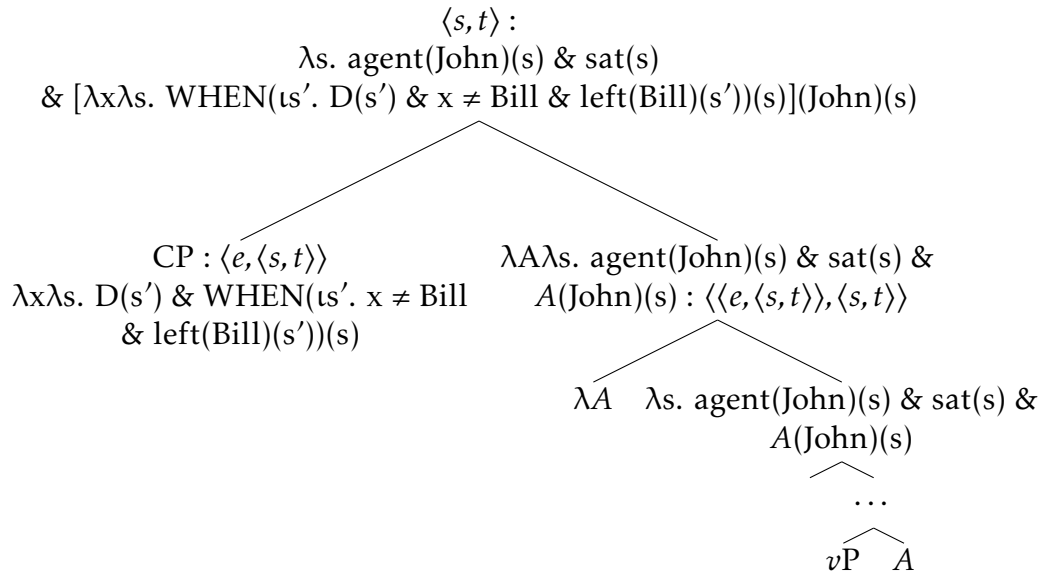 ⟨s,t⟩ :
λs. agent(John)(s) & sat(s)
& [λxλs. WHEN(ιs’. D(s’) & x ≠ Bill & left(Bill)(s’))(s)](John)(s)
CP : ⟨e,⟨s,t⟩⟩
λxλs. D(s’) & WHEN(ιs’. x ≠ Bill
& left(Bill)(s’))(s)
λAλs. agent(John)(s) & sat(s) &
A(John)(s) : ⟨⟨e,⟨s,t⟩⟩,⟨s,t⟩⟩
λA
λs. agent(John)(s) & sat(s) &
A(John)(s)
...
vP A